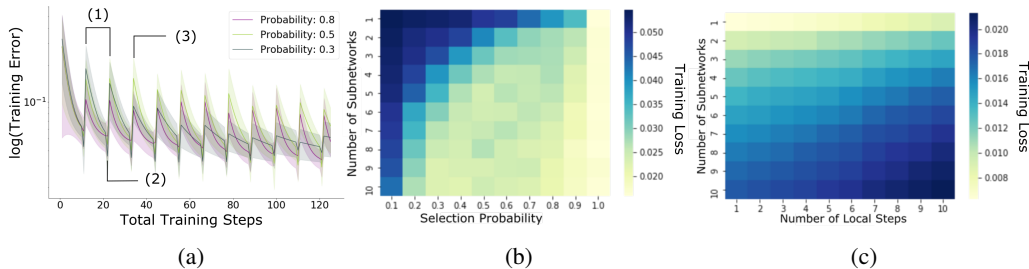 log(Training Error)
10⁻¹
(1)
(3)
(2)
Probability: 0.8
Probability: 0.5
Probability: 0.3
0 20 40 60 80 100 120
Total Training Steps
(a)
Number of Subnetworks
1
2
3
4
5
6
7
8
9
10
0.1 0.2 0.3 0.4 0.5 0.6 0.7 0.8 0.9 1.0
Selection Probability
0.050
0.045
0.040
0.035
0.030
0.025
0.020
Training Loss
(b)
Number of Subnetworks
1
2
3
4
5
6
7
8
9
10
1 2 3 4 5 6 7 8 9 10
Number of Local Steps
0.020
0.018
0.016
0.014
0.012
0.010
0.008
Training Loss
(c)